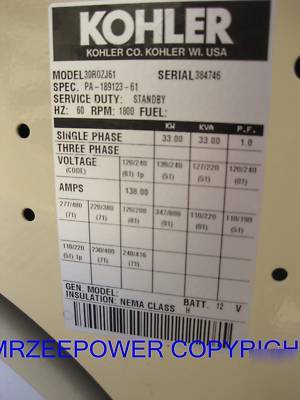 KOHLER
KOHLER CO. KOHLER WI. USA
MODEL 30ROZJ61 SERIAL 384746
SPEC. PA-189123-61
SERVICE DUTY: STANDBY
HZ: 60 RPM: 1800 FUEL:
KW KVA P.F.
SINGLE PHASE 33.00 33.00 1.0
THREE PHASE
VOLTAGE 120/240 139/240 127/220 120/240
(CODE) (61) 1p (51) (51) (61)
AMPS 138.00
277/480 220/380 120/208 347/600 110/220 110/190
(71) (71) (61) (71) (61) (51)
110/220 230/400 240/416
(51) 1p (71) (71)
GEN. MODEL:
BATT. 12 V
INSULATION: NEMA CLASS H
MRZEEPOWER COPYRIGH